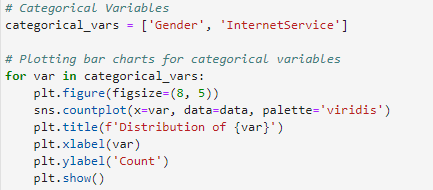 # Categorical Variables
categorical_vars = ['Gender', 'InternetService']

# Plotting bar charts for categorical variables
for var in categorical_vars:
    plt.figure(figsize=(8, 5))
    sns.countplot(x=var, data=data, palette='viridis')
    plt.title(f'Distribution of {var}')
    plt.xlabel(var)
    plt.ylabel('Count')
    plt.show()